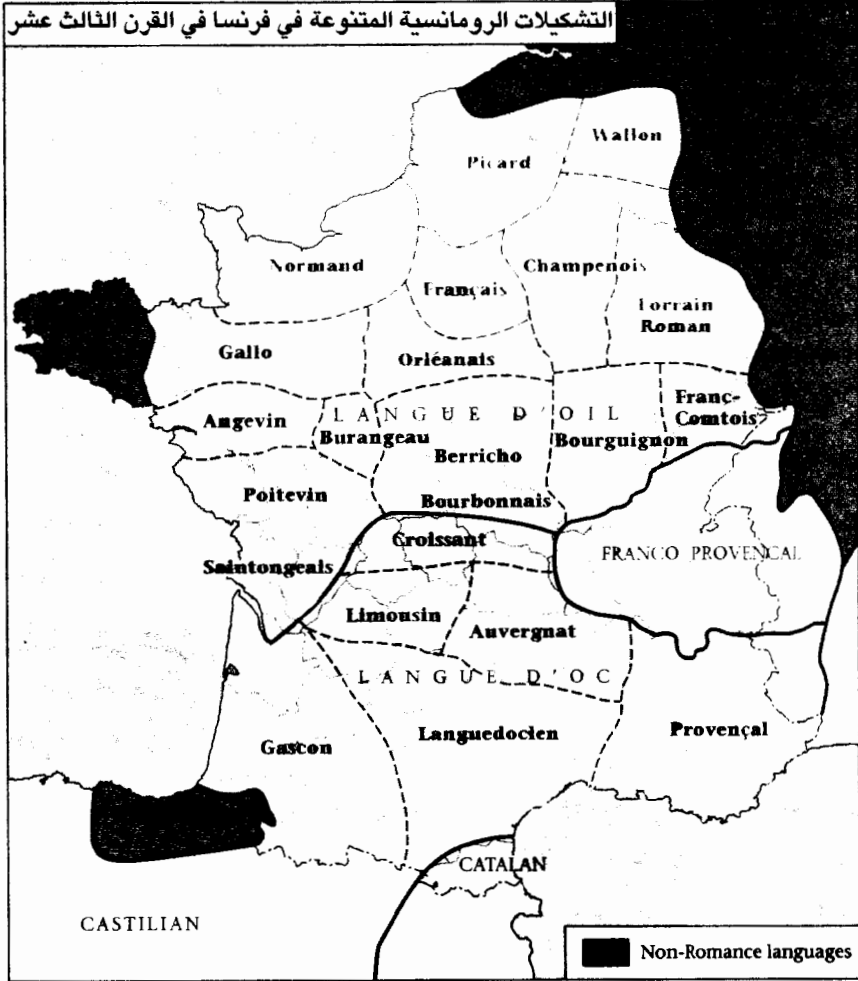 التشكيلات الرومانسية المتنوعة في فرنسا في القرن الثالث عشر
Wallon
Picard
Normand
Champenois
Français
Lorrain
Roman
Gallo
Orléanais
Franc-
Comtois
Angevin
LANGUE D'OIL
Burangeau
Bourguignon
Berricho
Poitevin
Bourbonnais
Croissant
FRANCO PROVENCAL
Saintongeais
Limousin
Auvergnat
LANGUE D'OC
Provençal
Languedocien
Gascon
CATALAN
CASTILIAN
Non-Romance languages